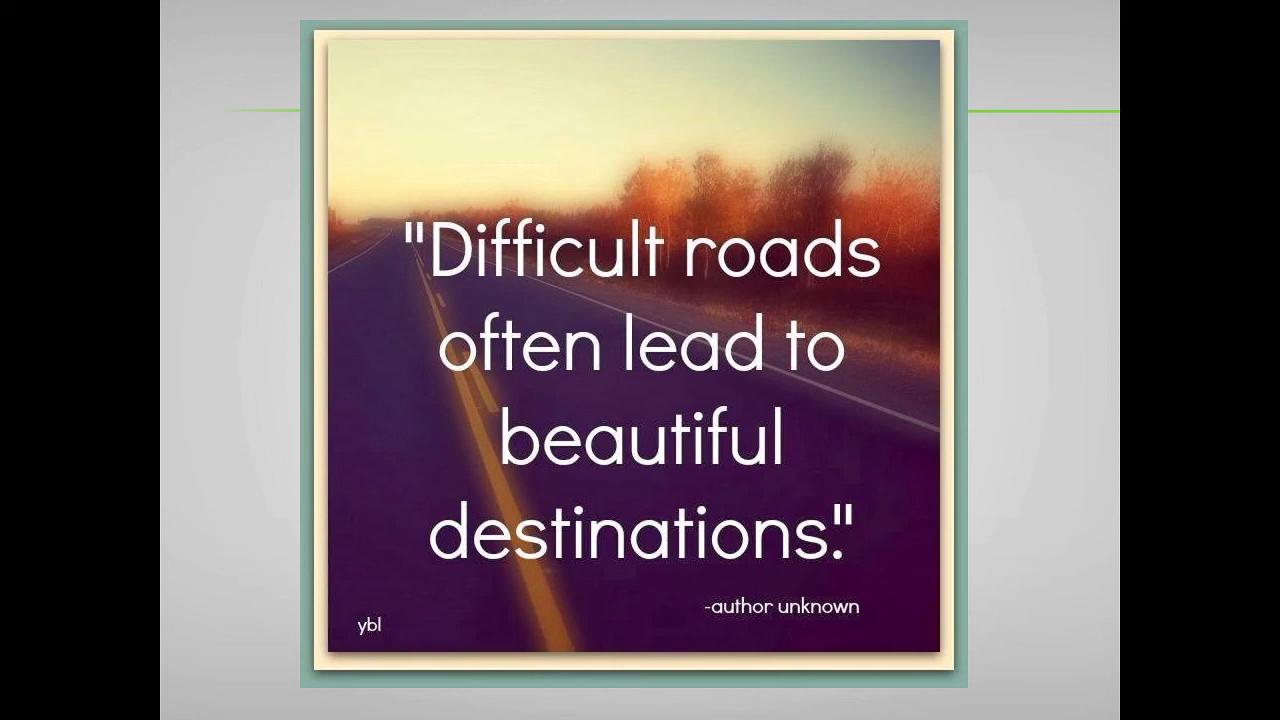 "Difficult roads
often lead to
beautiful
destinations."
-author unknown
ybl